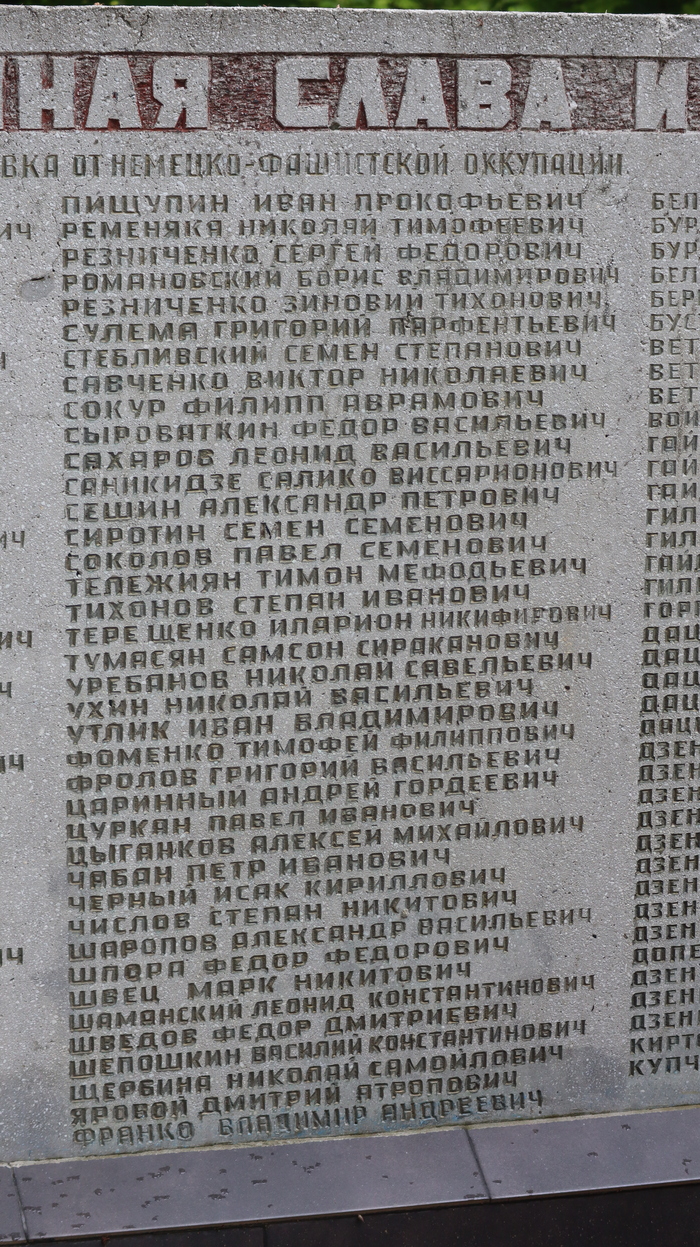 НАЯ СЛАВА И
ВКА ОТ НЕМЕЦКО-ФАШИСТСКОЙ ОККУПАЦИИ.
ПИЩУПИН ИВАН ПРОКОФЬЕВИЧ
РЕМЕНЯКА НИКОЛАЙ ТИМОФЕЕВИЧ
РЕЗНИЧЕНКО СЕРГЕЙ ФЕДОРОВИЧ
РОМАНОВСКИЙ БОРИС ВЛАДИМИРОВИЧ
РЕЗНИЧЕНКО ЗИНОВИЙ ТИХОНОВИЧ
СУЛЕМА ГРИГОРИЙ ПАРФЕНТЬЕВИЧ
СТЕБЛИВСКИЙ СЕМЕН СТЕПАНОВИЧ
САВЧЕНКО ВИКТОР НИКОЛАЕВИЧ
СОКУР ФИЛИПП АВРАМОВИЧ
СЫРОВАТКИН ФЕДОР ВАСИЛЬЕВИЧ
САХАРОВ ЛЕОНИД ВАСИЛЬЕВИЧ
САНИКИДЗЕ САЛИКО ВИССАРИОНОВИЧ
СЕШИН АЛЕКСАНДР ПЕТРОВИЧ
СИРОТИН СЕМЕН СЕМЕНОВИЧ
СОКОЛОВ ПАВЕЛ СЕМЕНОВИЧ
ТЕЛЕЖИЯН ТИМОН МЕФОДЬЕВИЧ
ТИХОНОВ СТЕПАН ИВАНОВИЧ
ТЕРЕЩЕНКО ИЛАРИОН НИКИФИРОВИЧ
ТУМАСЯН САМСОН СИРАКАНОВИЧ
УРЕБАНОВ НИКОЛАЙ САВЕЛЬЕВИЧ
УХИН НИКОЛАЙ ВАСИЛЬЕВИЧ
УТЛИК ИВАН ВЛАДИМИРОВИЧ
ФОМЕНКО ТИМОФЕЙ ФИЛИППОВИЧ
ФРОЛОВ ГРИГОРИЙ ВАСИЛЬЕВИЧ
ЦАРИННЫЙ АНДРЕЙ ГОРДЕЕВИЧ
ЦУРКАН ПАВЕЛ ИВАНОВИЧ
ЦЫГАНКОВ АЛЕКСЕЙ МИХАЙЛОВИЧ
ЧАБАН ПЕТР ИВАНОВИЧ
ЧЕРНЫЙ ИСАК КИРИЛЛОВИЧ
ЧИСЛОВ СТЕПАН НИКИТОВИЧ
ШАРОПОВ АЛЕКСАНДР ВАСИЛЬЕВИЧ
ШПОРА ФЕДОР ФЕДОРОВИЧ
ШВЕЦ МАРК НИКИТОВИЧ
ШАМАНСКИЙ ЛЕОНИД КОНСТАНТИНОВИЧ
ШВЕДОВ ФЕДОР ДМИТРИЕВИЧ
ШЕПОШКИН ВАСИЛИЙ КОНСТАНТИНОВИЧ
ЩЕРБИНА НИКОЛАЙ САМОЙЛОВИЧ
ЯРОВОЙ ДМИТРИЙ АТРОПОВИЧ
ФРАНКО ВЛАДИМИР АНДРЕЕВИЧ